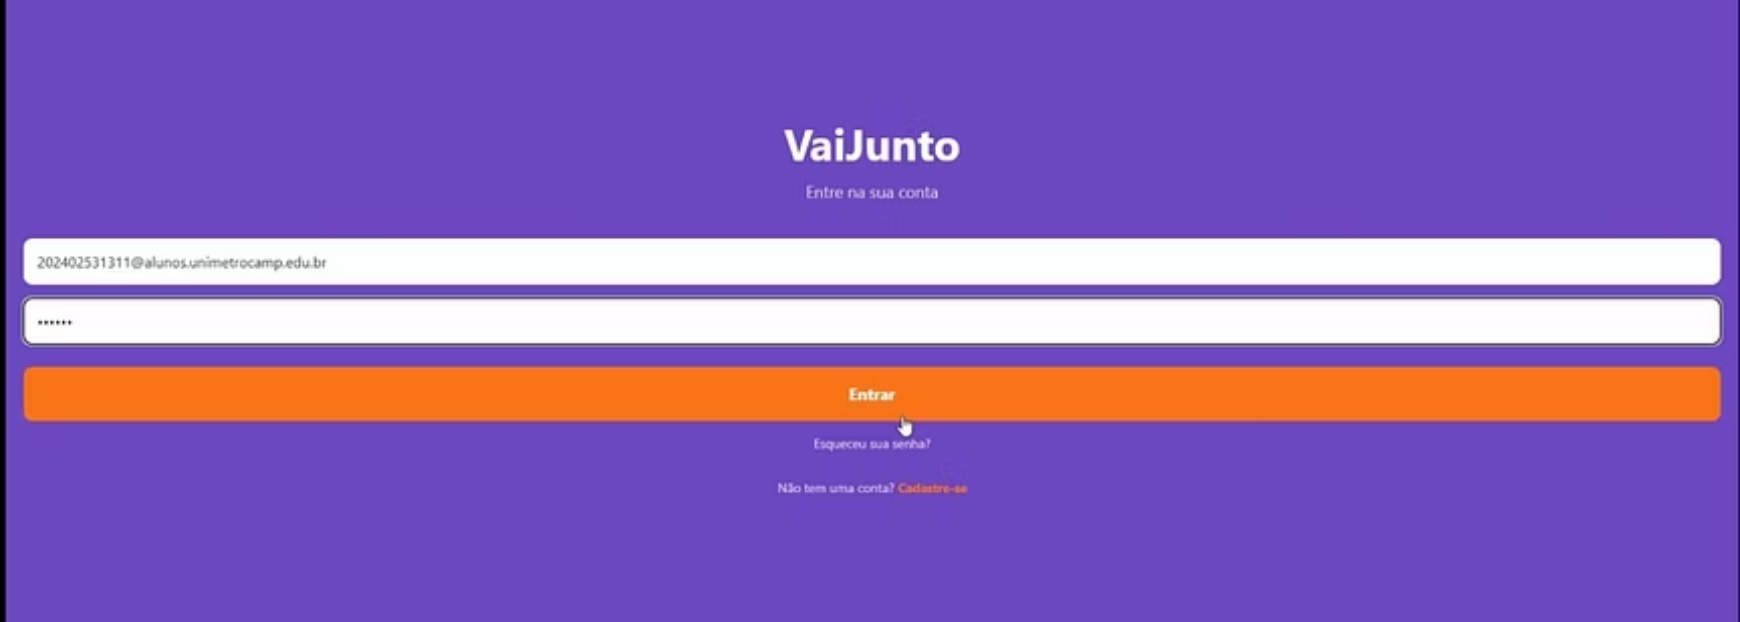 VaiJunto
Entre na sua conta
202402531311@alunos.unimetrocamp.edu.br
••••••
Entrar
Esqueceu sua senha?
Não tem uma conta? Cadastre-se